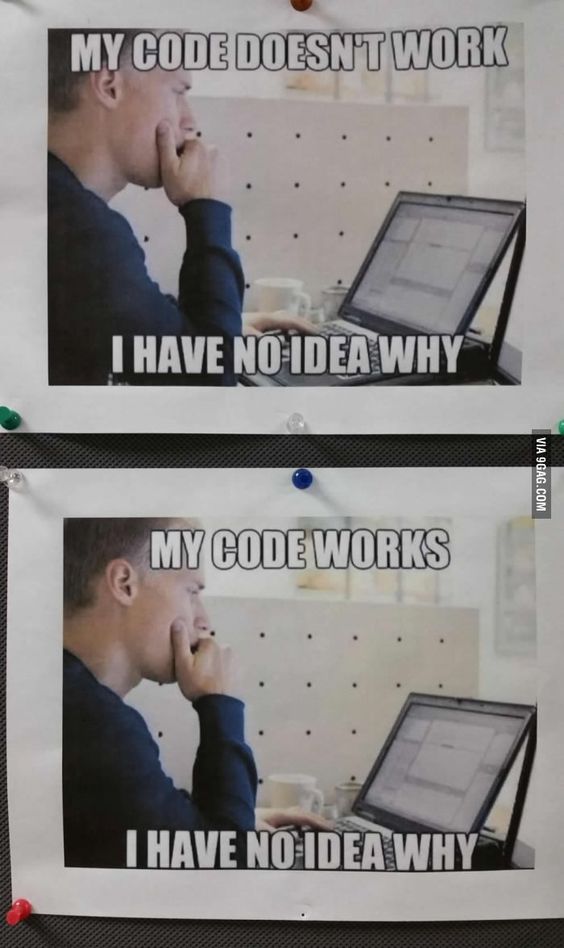 MY CODE DOESN'T WORK
I HAVE NO IDEA WHY
VIA 9GAG.COM
MY CODE WORKS
I HAVE NO IDEA WHY